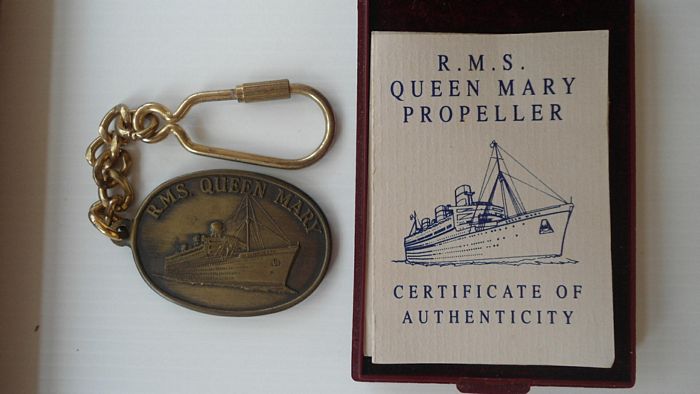 R.M.S. QUEEN MARY
R.M.S.
QUEEN MARY
PROPELLER
CERTIFICATE OF
AUTHENTICITY